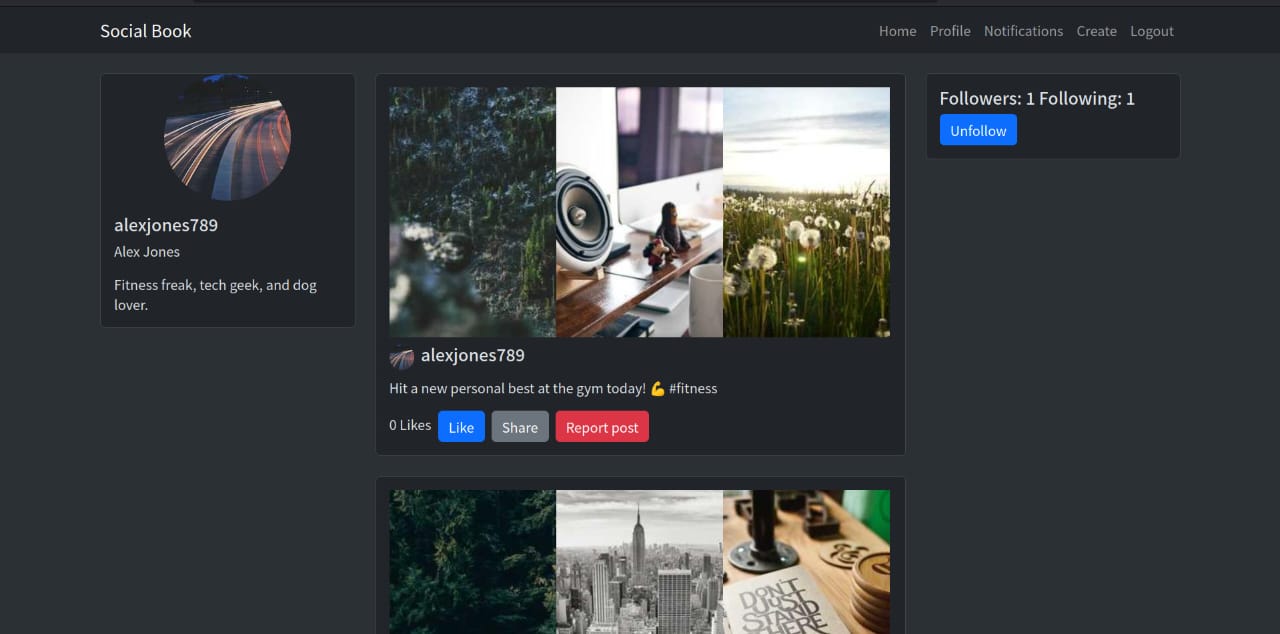 Social Book
Home Profile Notifications Create Logout
alexjones789
Alex Jones
Fitness freak, tech geek, and dog
lover.
alexjones789
Hit a new personal best at the gym today! 💪 #fitness
0 Likes Like Share Report post
DON'T
JUST
STAND
HERE
Followers: 1 Following: 1
Unfollow